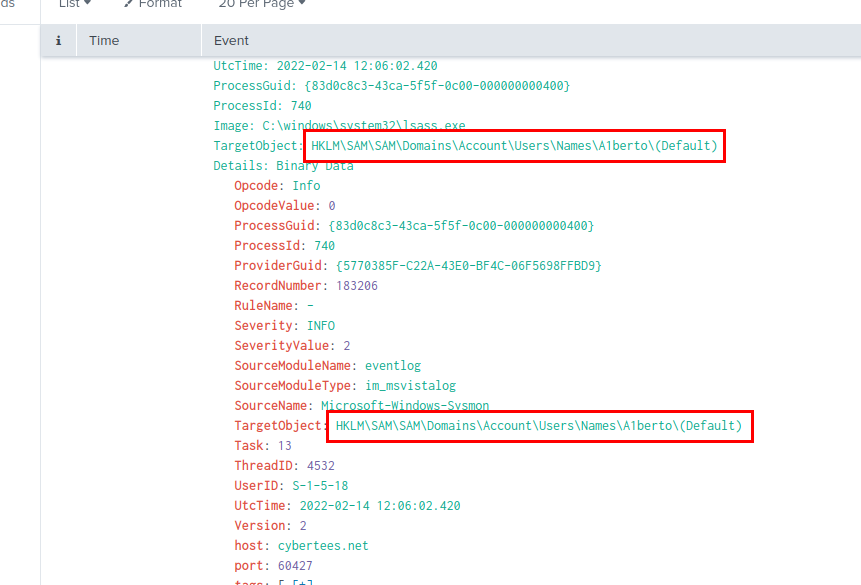 ds List Format 20 Per Page
i Time Event
UtcTime: 2022-02-14 12:06:02.420
ProcessGuid: {83d0c8c3-43ca-5f5f-0c00-000000000400}
ProcessId: 740
Image: C:\windows\system32\lsass.exe
TargetObject: HKLM\SAM\SAM\Domains\Account\Users\Names\A1berto\(Default)
Details: Binary Data
Opcode: Info
OpcodeValue: 0
ProcessGuid: {83d0c8c3-43ca-5f5f-0c00-000000000400}
ProcessId: 740
ProviderGuid: {5770385F-C22A-43E0-BF4C-06F5698FFBD9}
RecordNumber: 183206
RuleName: -
Severity: INFO
SeverityValue: 2
SourceModuleName: eventlog
SourceModuleType: im_msvistalog
SourceName: Microsoft-Windows-Sysmon
TargetObject: HKLM\SAM\SAM\Domains\Account\Users\Names\A1berto\(Default)
Task: 13
ThreadID: 4532
UserID: S-1-5-18
UtcTime: 2022-02-14 12:06:02.420
Version: 2
host: cybertees.net
port: 60427
tags: [ [+]